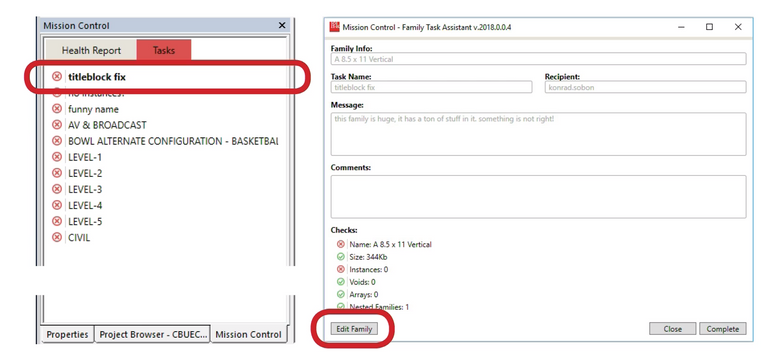 Mission Control
Health Report
Tasks
titleblock fix
no instances?
funny name
AV & BROADCAST
BOWL ALTERNATE CONFIGURATION - BASKETBAL
LEVEL-1
LEVEL-2
LEVEL-3
LEVEL-4
LEVEL-5
CIVIL
Properties
Project Browser - CBUEC...
Mission Control
Mission Control - Family Task Assistant v.2018.0.0.4
Family Info:
A 8.5 x 11 Vertical
Task Name:
Recipient:
titleblock fix
konrad.sobon
Message:
this family is huge, it has a ton of stuff in it. something is not right!
Comments:
Checks:
Name: A 8.5 x 11 Vertical
Size: 344Kb
Instances: 0
Voids: 0
Arrays: 0
Nested Families: 1
Edit Family
Close
Complete